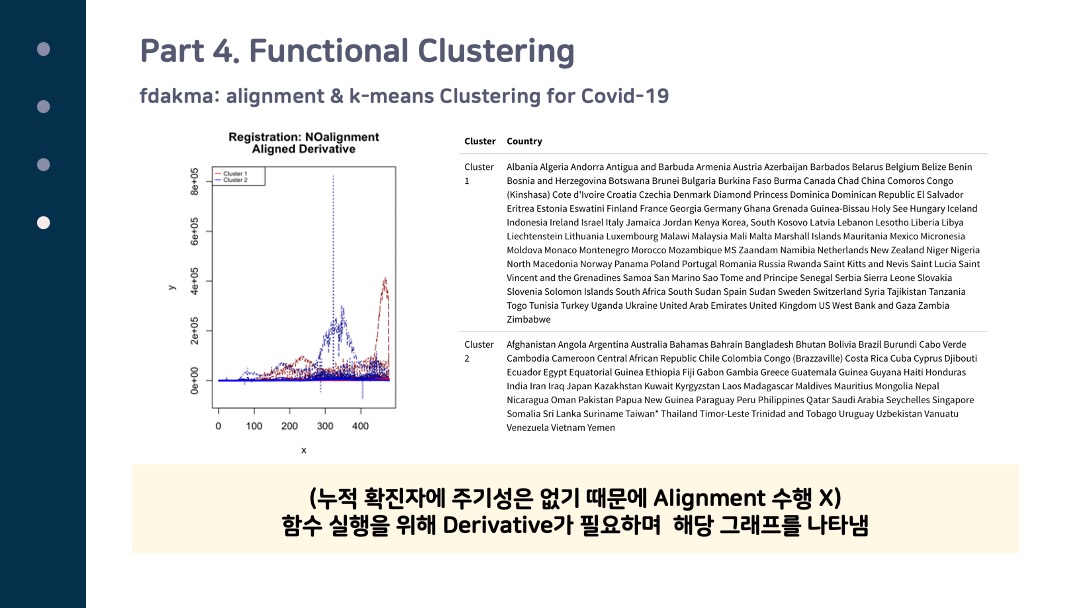 Part 4. Functional Clustering
fdakma: alignment & k-means Clustering for Covid-19
Registration: NOalignment
Aligned Derivative
Cluster 1
Cluster 2
8e+05
6e+05
4e+05
2e+05
0e+00
y
0 100 200 300 400
x
Cluster Country
Cluster 1
Albania Algeria Andorra Antigua and Barbuda Armenia Austria Azerbaijan Barbados Belarus Belgium Belize Benin
Bosnia and Herzegovina Botswana Brunei Bulgaria Burkina Faso Burma Canada Chad China Comoros Congo
(Kinshasa) Cote d'Ivoire Croatia Czechia Denmark Diamond Princess Dominica Dominican Republic El Salvador
Eritrea Estonia Eswatini Finland France Georgia Germany Ghana Grenada Guinea-Bissau Holy See Hungary Iceland
Indonesia Ireland Israel Italy Jamaica Jordan Kenya Korea, South Kosovo Latvia Lebanon Lesotho Liberia Libya
Liechtenstein Lithuania Luxembourg Malawi Malaysia Mali Malta Marshall Islands Mauritania Mexico Micronesia
Moldova Monaco Montenegro Morocco Mozambique MS Zaandam Namibia Netherlands New Zealand Niger Nigeria
North Macedonia Norway Panama Poland Portugal Romania Russia Rwanda Saint Kitts and Nevis Saint Lucia Saint
Vincent and the Grenadines Samoa San Marino Sao Tome and Principe Senegal Serbia Sierra Leone Slovakia
Slovenia Solomon Islands South Africa South Sudan Spain Sudan Sweden Switzerland Syria Tajikistan Tanzania
Togo Tunisia Turkey Uganda Ukraine United Arab Emirates United Kingdom US West Bank and Gaza Zambia
Zimbabwe
Cluster 2
Afghanistan Angola Argentina Australia Bahamas Bahrain Bangladesh Bhutan Bolivia Brazil Burundi Cabo Verde
Cambodia Cameroon Central African Republic Chile Colombia Congo (Brazzaville) Costa Rica Cuba Cyprus Djibouti
Ecuador Egypt Equatorial Guinea Ethiopia Fiji Gabon Gambia Greece Guatemala Guinea Guyana Haiti Honduras
India Iran Iraq Japan Kazakhstan Kuwait Kyrgyzstan Laos Madagascar Maldives Mauritius Mongolia Nepal
Nicaragua Oman Pakistan Papua New Guinea Paraguay Peru Philippines Qatar Saudi Arabia Seychelles Singapore
Somalia Sri Lanka Suriname Taiwan* Thailand Timor-Leste Trinidad and Tobago Uruguay Uzbekistan Vanuatu
Venezuela Vietnam Yemen
(누적 확진자에 주기성은 없기 때문에 Alignment 수행 X)
함수 실행을 위해 Derivative가 필요하며 해당 그래프를 나타냄